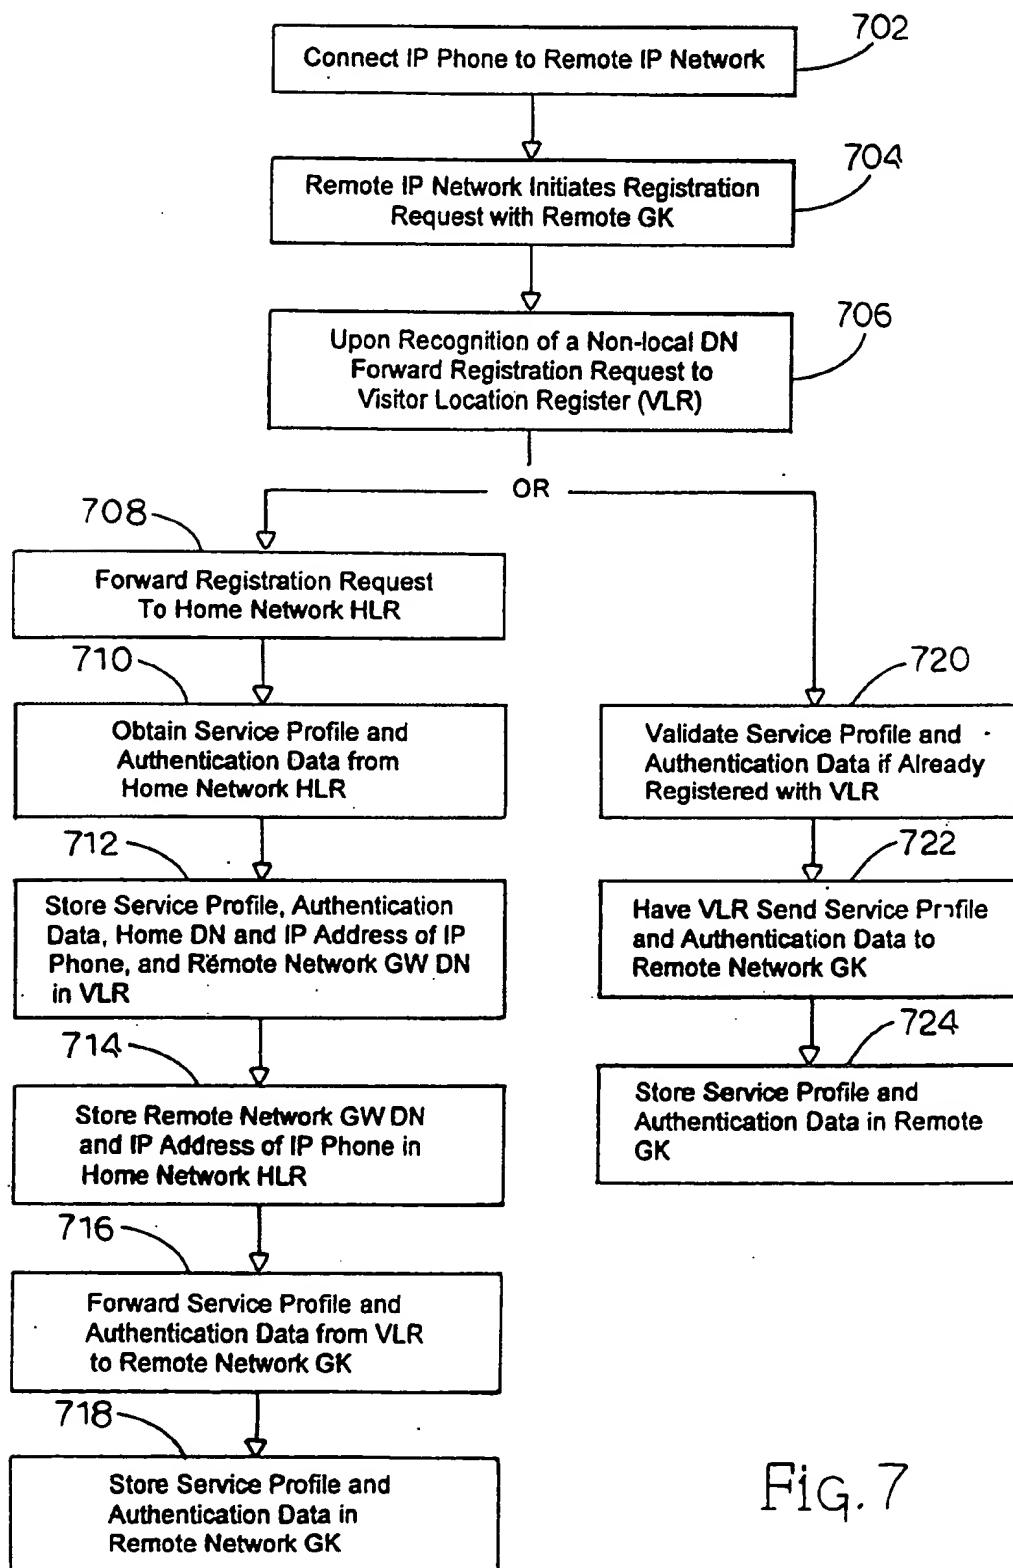 702
Connect IP Phone to Remote IP Network
704
Remote IP Network Initiates Registration
Request with Remote GK
706
Upon Recognition of a Non-local DN
Forward Registration Request to
Visitor Location Register (VLR)
OR
708
Forward Registration Request
To Home Network HLR
710
Obtain Service Profile and
Authentication Data from
Home Network HLR
712
Store Service Profile, Authentication
Data, Home DN and IP Address of IP
Phone, and Remote Network GW DN
in VLR
714
Store Remote Network GW DN
and IP Address of IP Phone in
Home Network HLR
716
Forward Service Profile and
Authentication Data from VLR
to Remote Network GK
718
Store Service Profile and
Authentication Data in
Remote Network GK
720
Validate Service Profile and
Authentication Data if Already
Registered with VLR
722
Have VLR Send Service Profile
and Authentication Data to
Remote Network GK
724
Store Service Profile and
Authentication Data in Remote
GK
Fig. 7